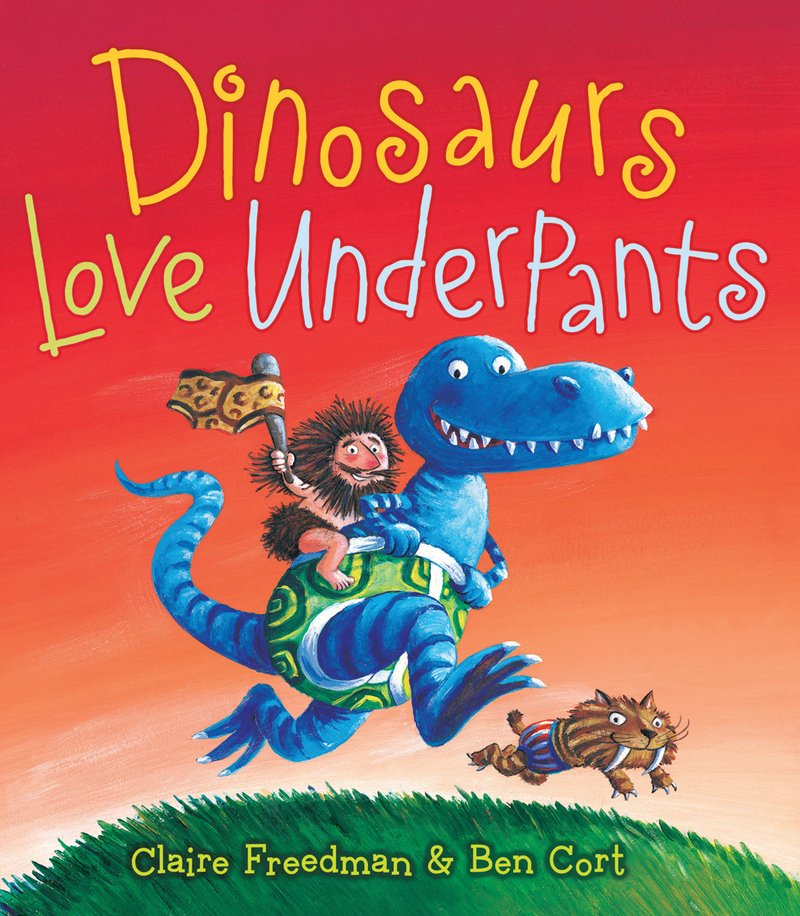 Dinosaurs
Love Underpants
Claire Freedman & Ben Cort